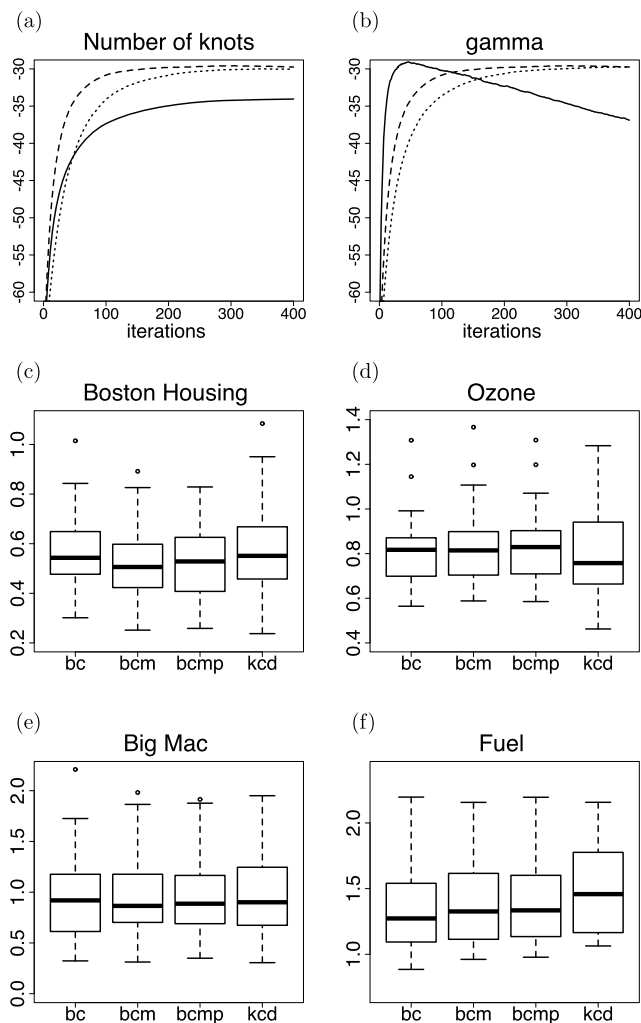 (a) (b)
Number of knots gamma
-30 -30
-35 -35
-40 -40
-45 -45
-50 -50
-55 -55
-60 -60
0 100 200 300 400 0 100 200 300 400
iterations iterations
(c) (d)
Boston Housing Ozone
1.0 1.4
0.8 1.2
0.6 1.0
0.4 0.8
0.2 0.6
0.4
bc bcm bcmp kcd bc bcm bcmp kcd
(e) (f)
Big Mac Fuel
2.0 2.0
1.5 1.5
1.0 1.0
0.5
0.0
bc bcm bcmp kcd bc bcm bcmp kcd